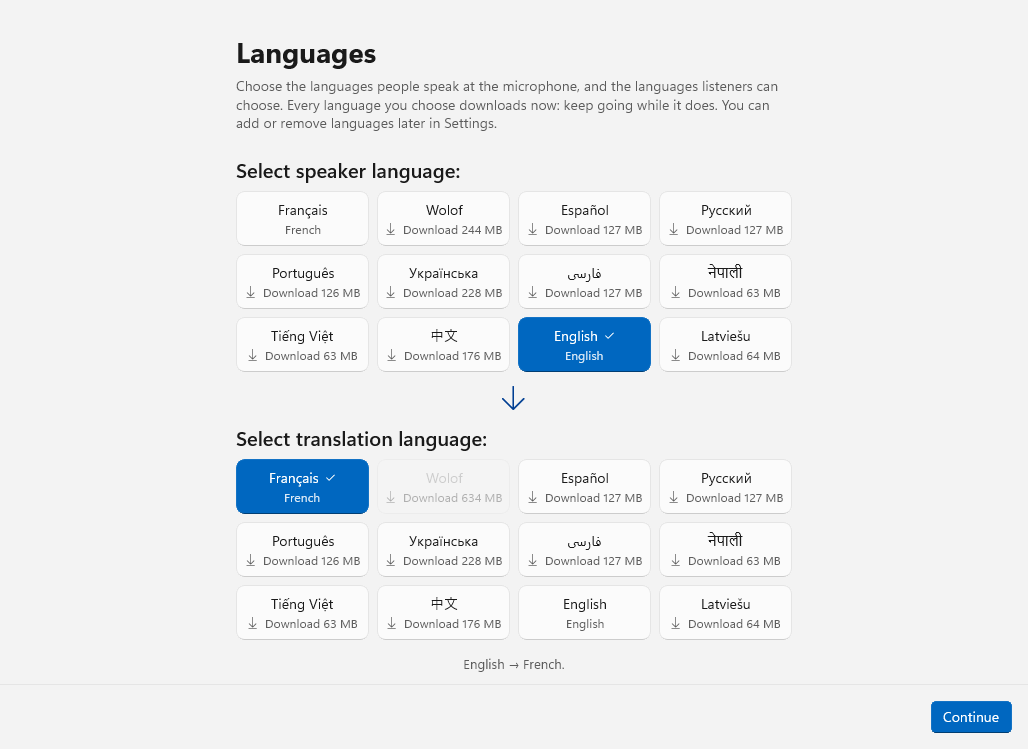 Languages
Choose the languages people speak at the microphone, and the languages listeners can
choose. Every language you choose downloads now: keep going while it does. You can
add or remove languages later in Settings.
Select speaker language:
Français
French
Wolof
Download 244 MB
Español
Download 127 MB
Русский
Download 127 MB
Português
Download 126 MB
Українська
Download 228 MB
فارسی
Download 127 MB
नेपाली
Download 63 MB
Tiếng Việt
Download 63 MB
中文
Download 176 MB
English
English
Latviešu
Download 64 MB
Select translation language:
Français
French
Wolof
Download 634 MB
Español
Download 127 MB
Русский
Download 127 MB
Português
Download 126 MB
Українська
Download 228 MB
فارسی
Download 127 MB
नेपाली
Download 63 MB
Tiếng Việt
Download 63 MB
中文
Download 176 MB
English
English
Latviešu
Download 64 MB
English → French.
Continue